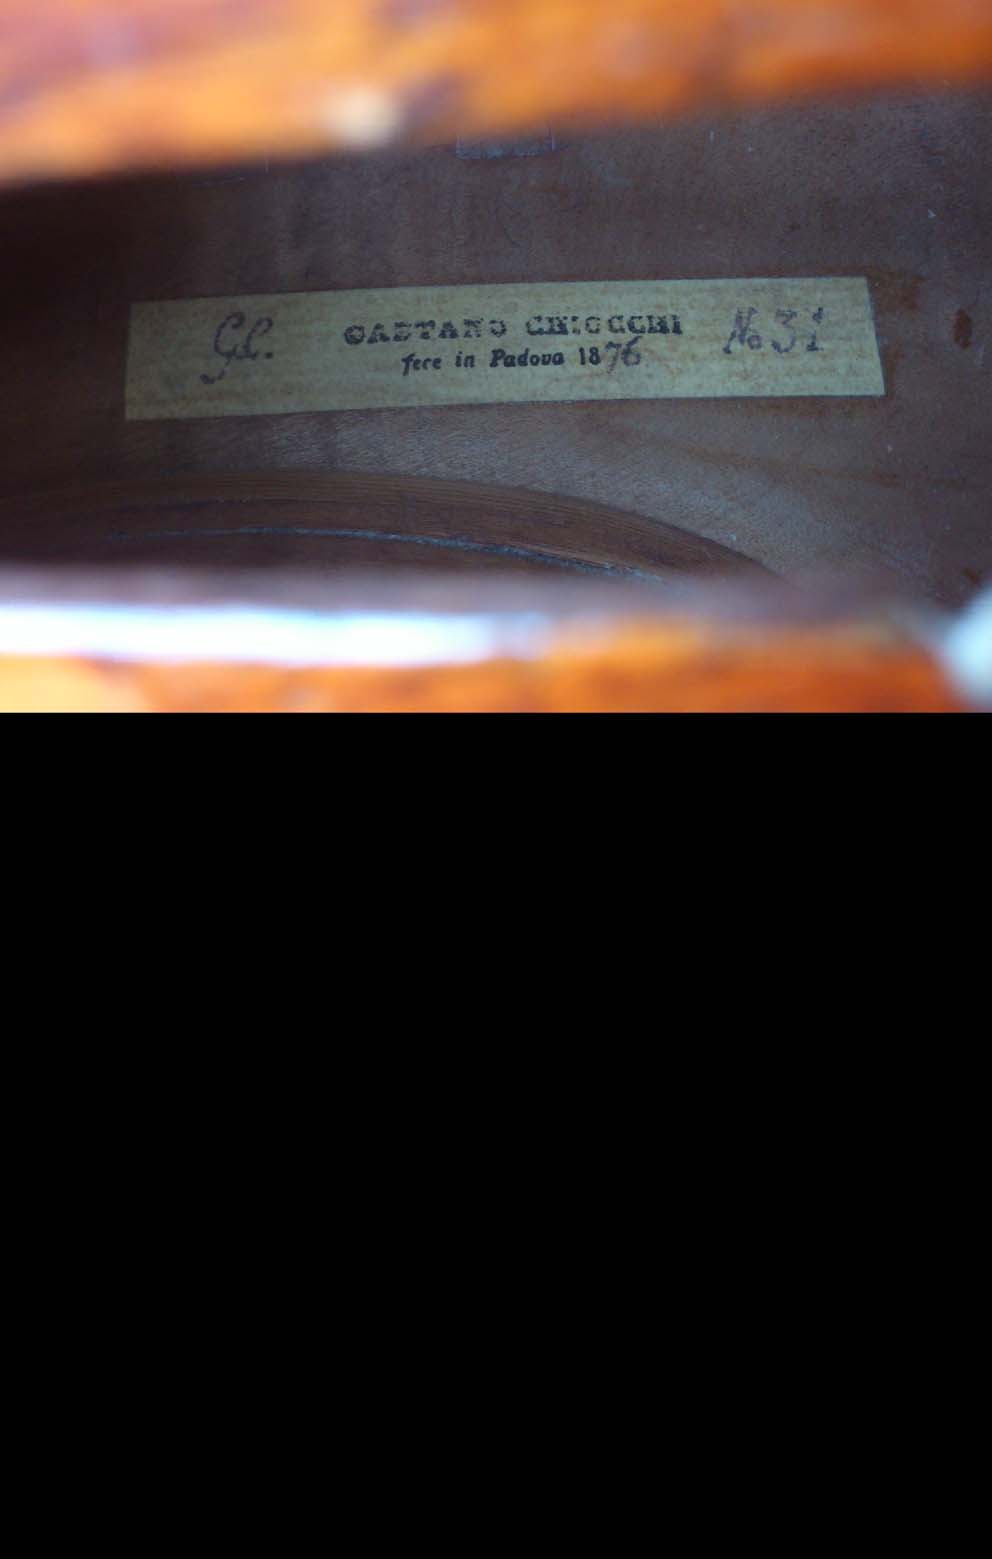 GAETANO CHIOCCHI
fece in Padova 1876
No 31